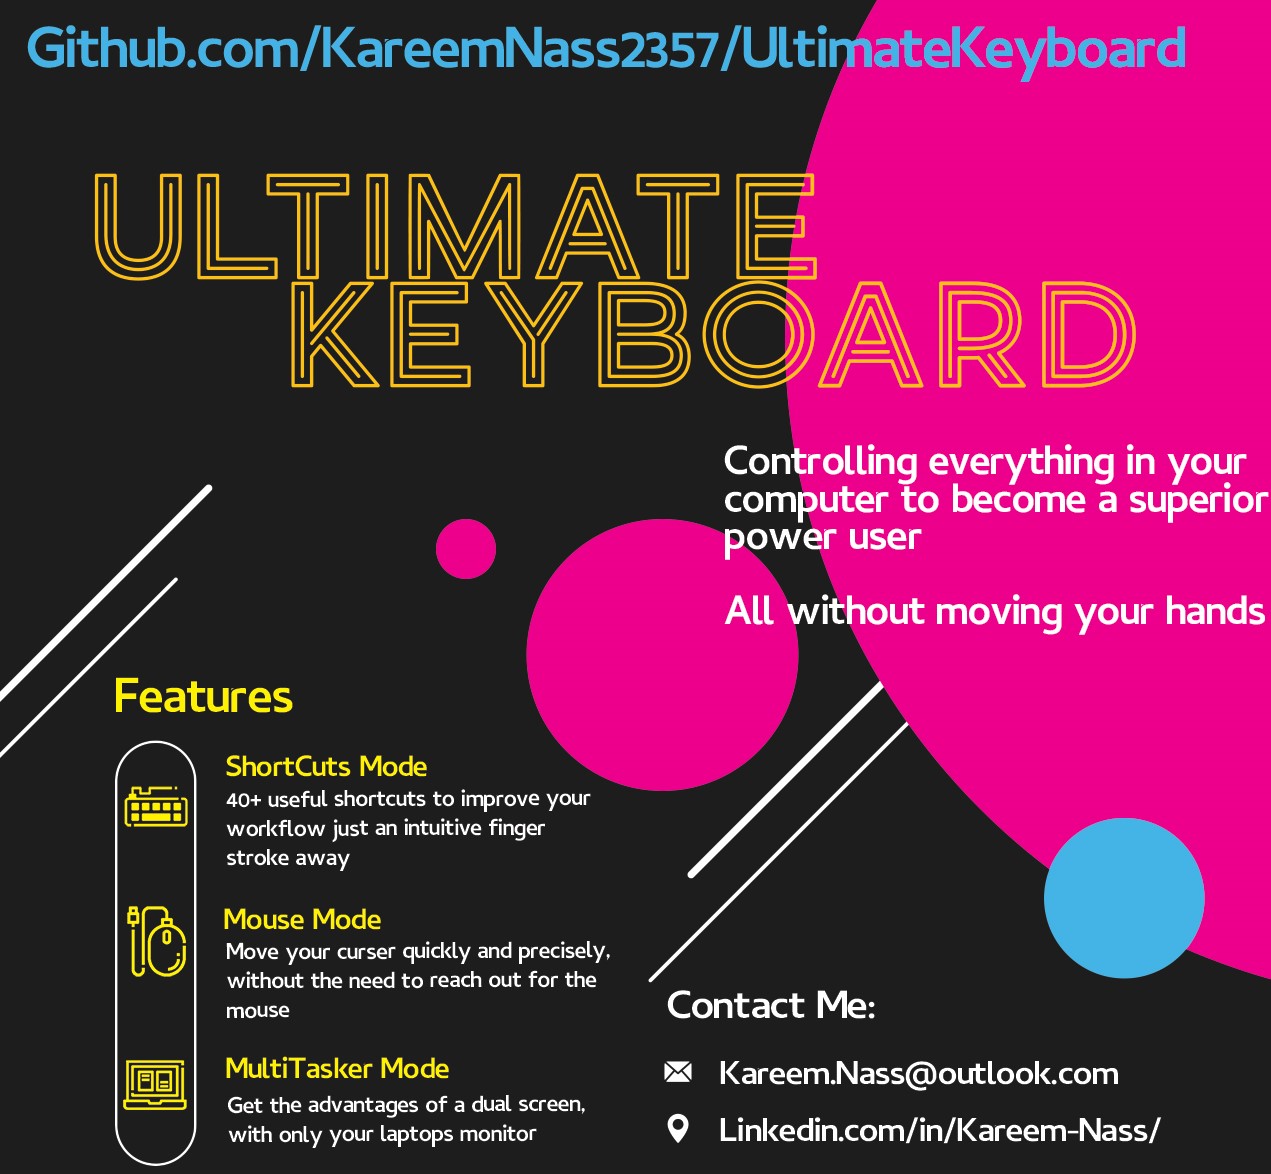 Github.com/KareemNass2357/UltimateKeyboard
ULTIMATE
KEYBOARD
Controlling everything in your
computer to become a superior
power user
All without moving your hands
Features
ShortCuts Mode
40+ useful shortcuts to improve your
workflow just an intuitive finger
stroke away
Mouse Mode
Move your curser quickly and precisely,
without the need to reach out for the
mouse
MultiTasker Mode
Get the advantages of a dual screen,
with only your laptops monitor
Contact Me:
Kareem.Nass@outlook.com
Linkedin.com/in/Kareem-Nass/